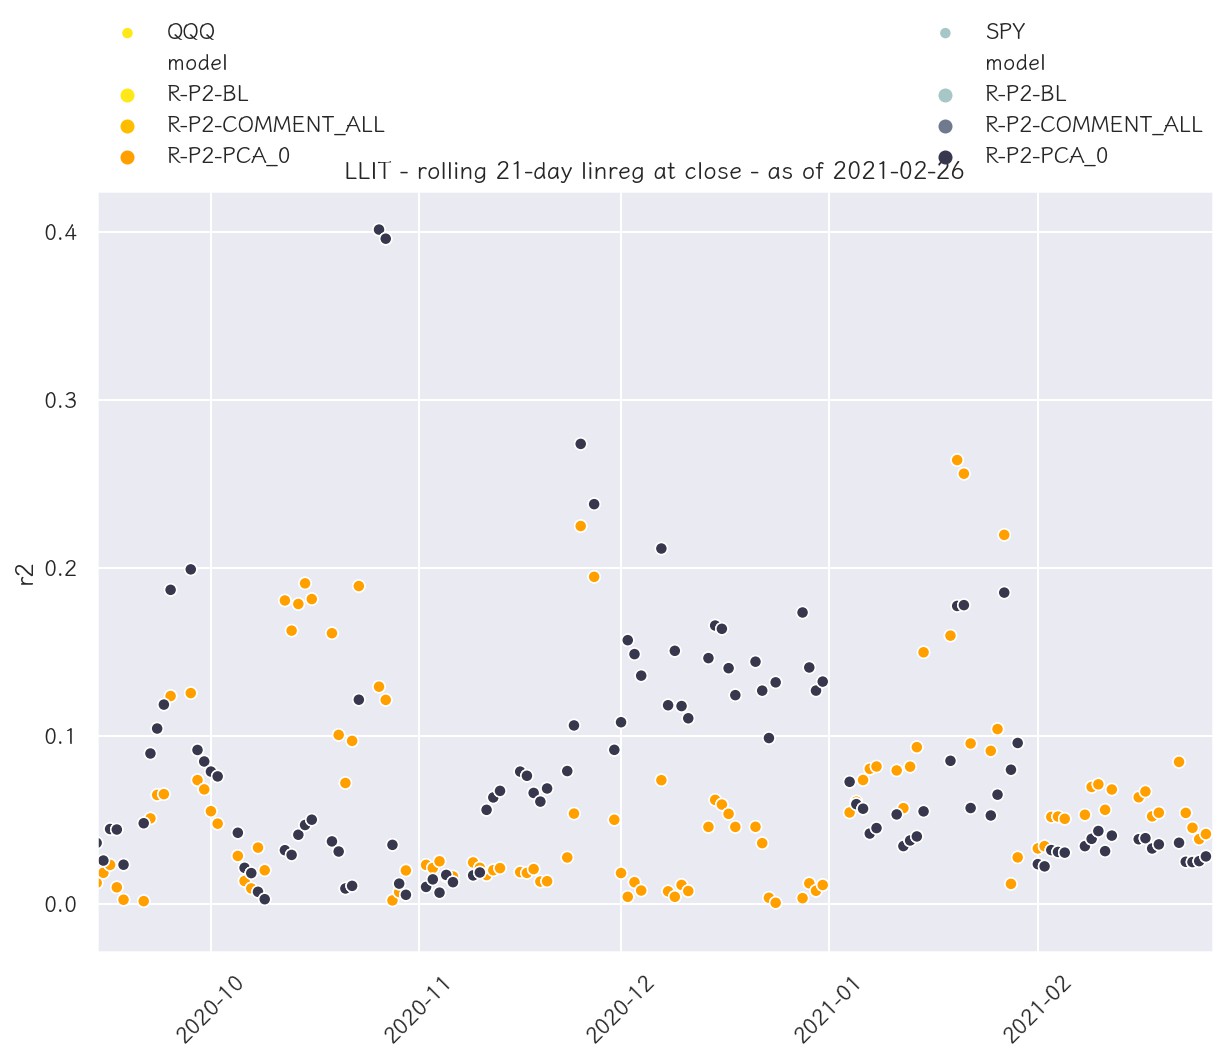 QQQ
model
R-P2-BL
R-P2-COMMENT_ALL
R-P2-PCA_0
SPY
model
R-P2-BL
R-P2-COMMENT_ALL
R-P2-PCA_0
LLIT - rolling 21-day linreg at close - as of 2021-02-26
0.4
0.3
0.2
0.1
0.0
r2
2020-10
2020-11
2020-12
2021-01
2021-02